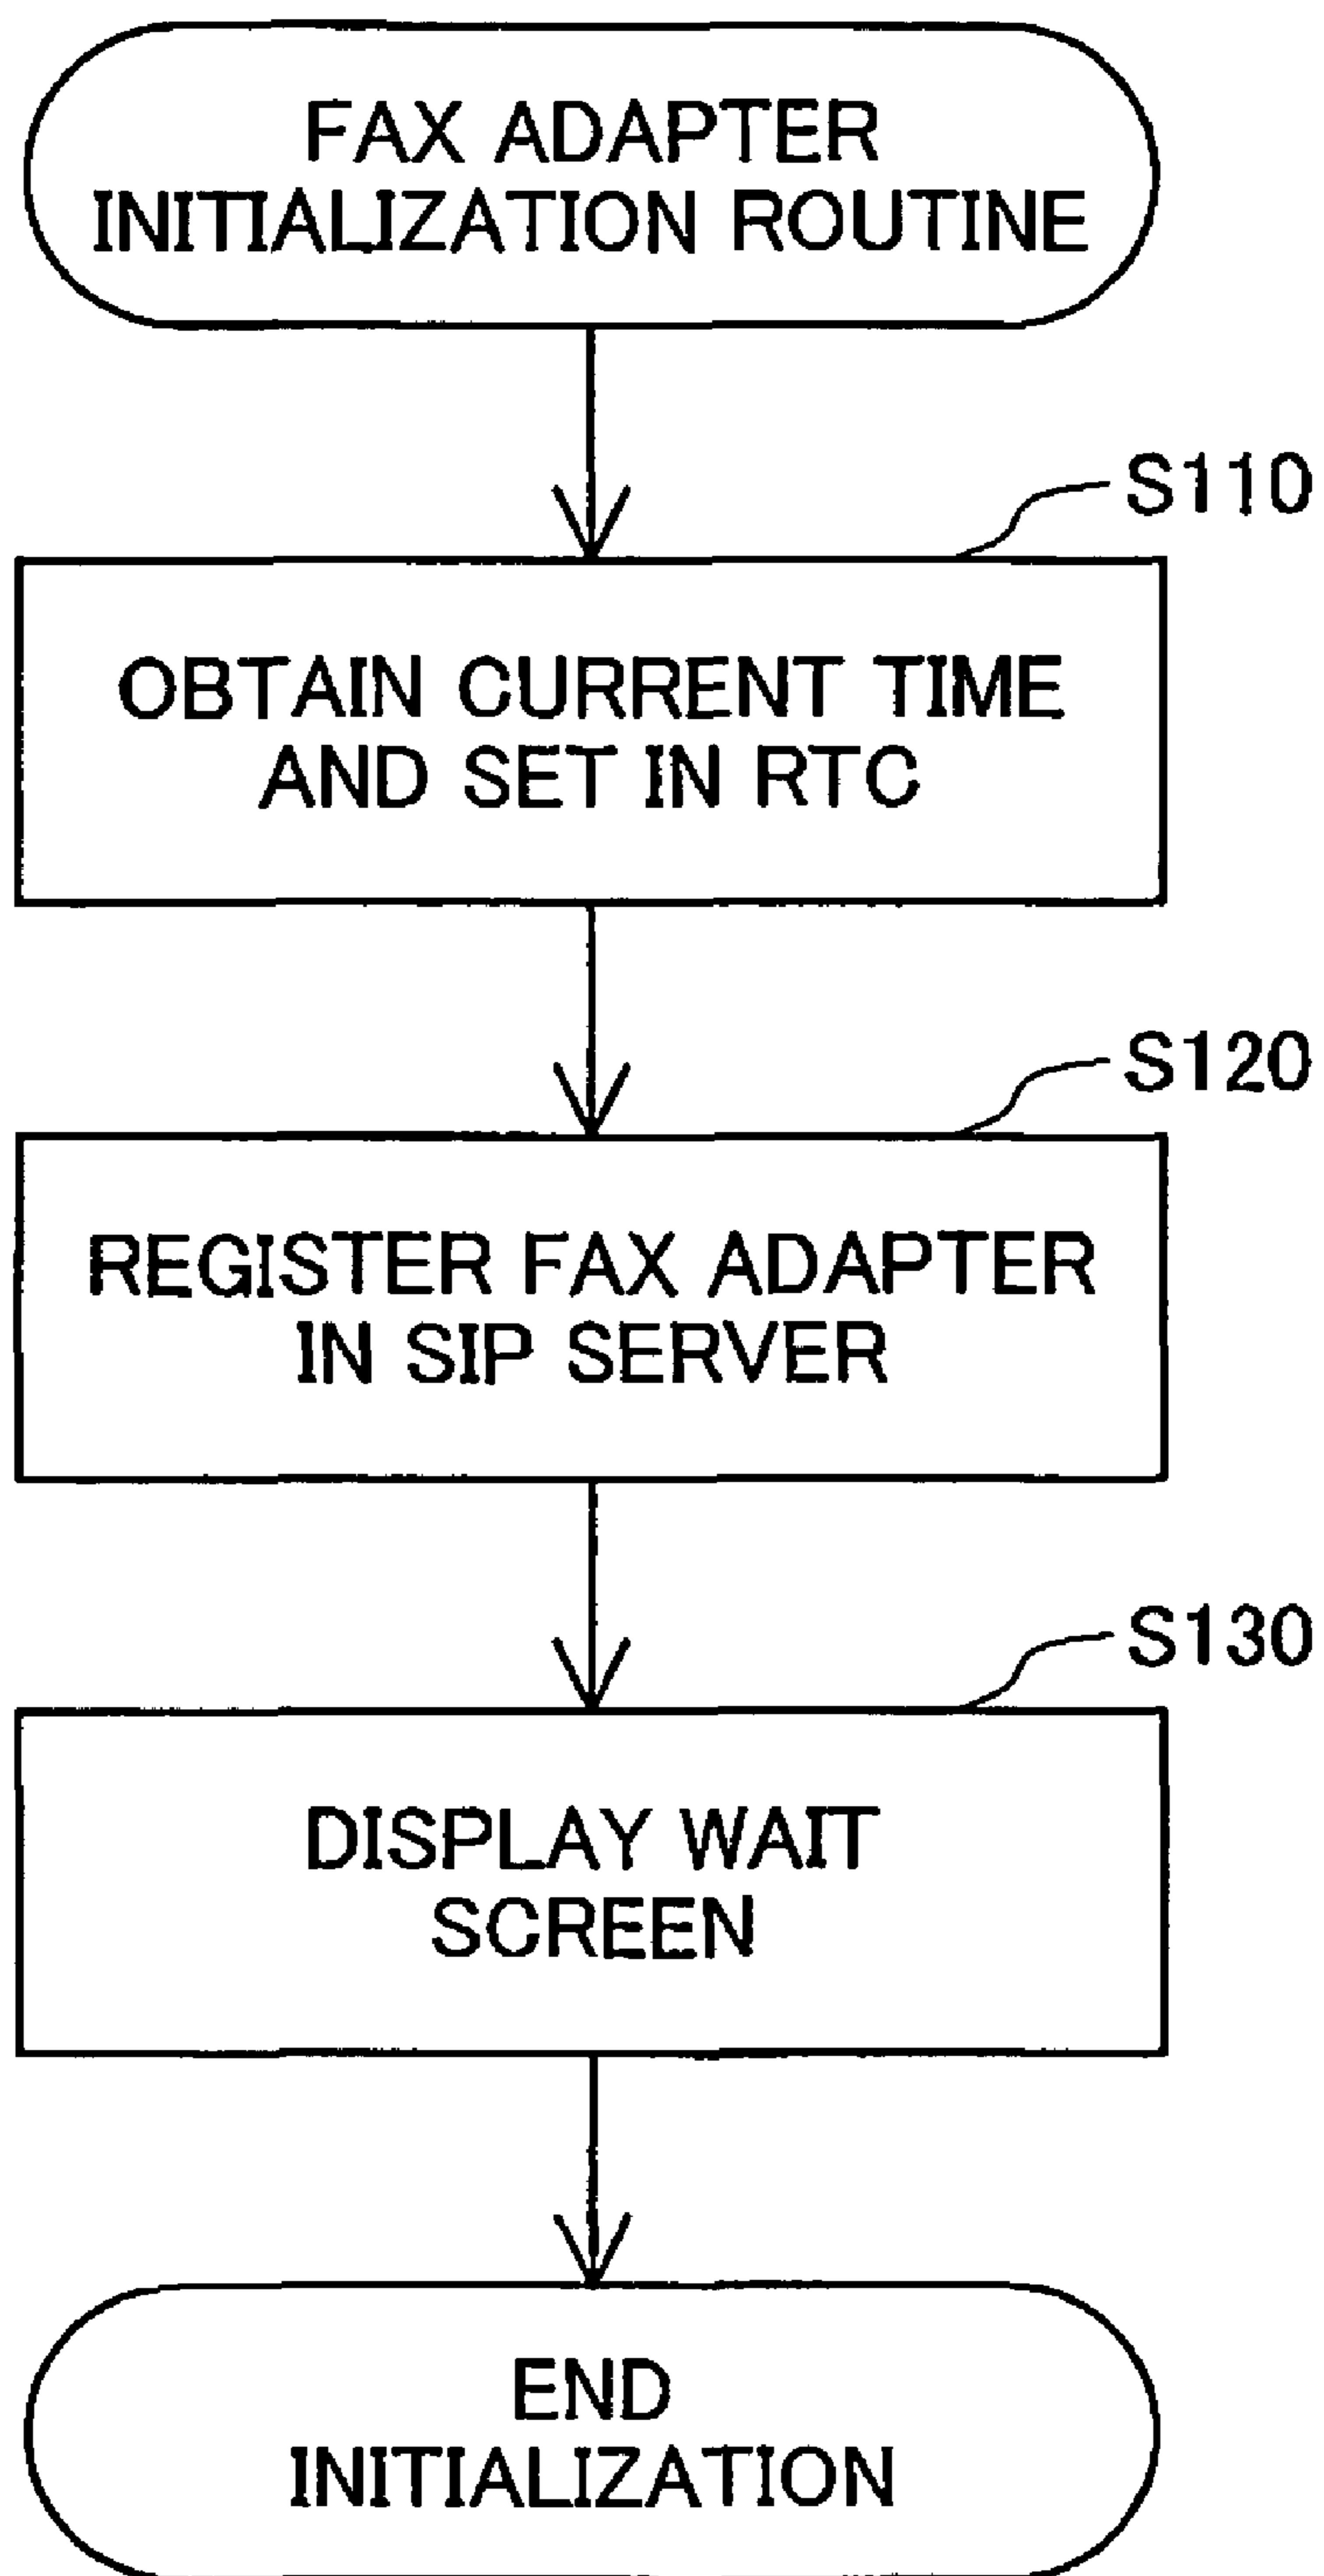 FAX ADAPTER
INITIALIZATION ROUTINE
S110
OBTAIN CURRENT TIME
AND SET IN RTC
S120
REGISTER FAX ADAPTER
IN SIP SERVER
S130
DISPLAY WAIT
SCREEN
END
INITIALIZATION